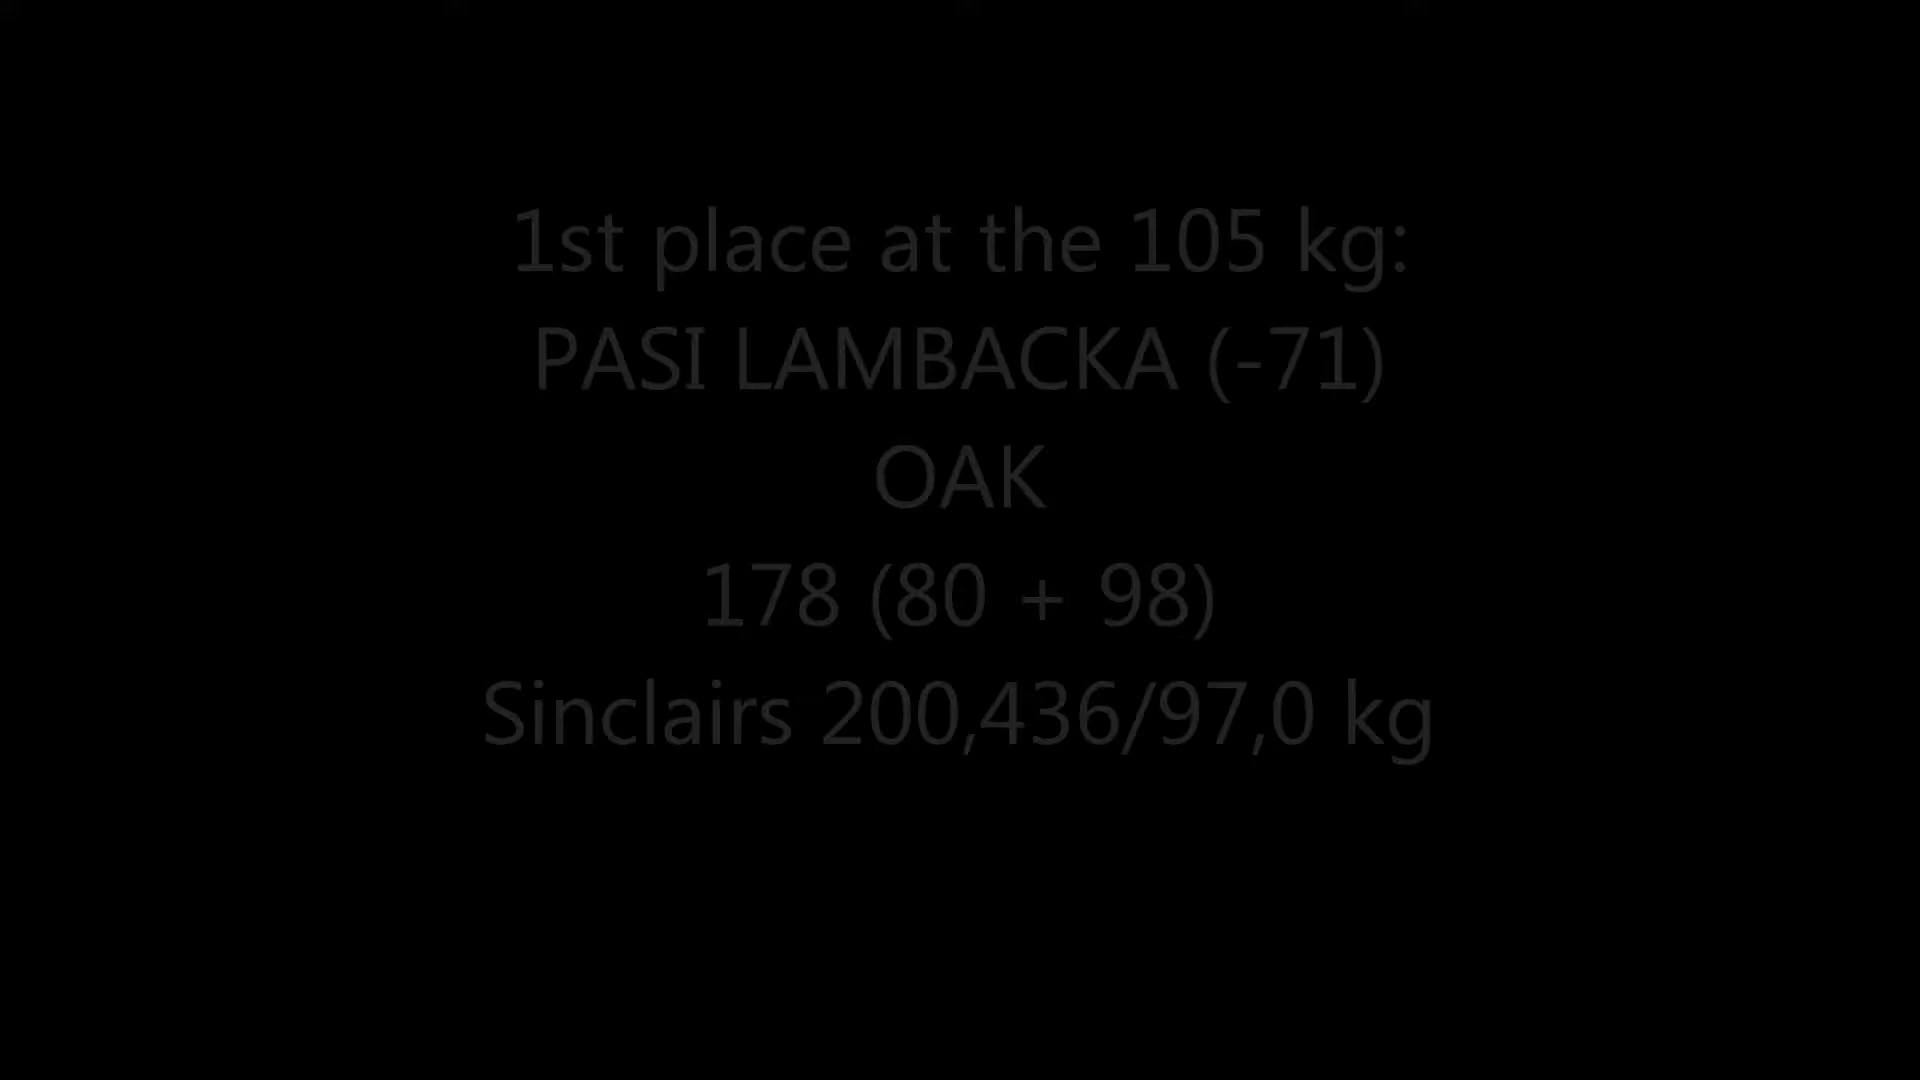 1st place at the 105 kg:
PASI LAMBACKA (-71)
OAK
178 (80 + 98)
Sinclairs 200,436/97,0 kg